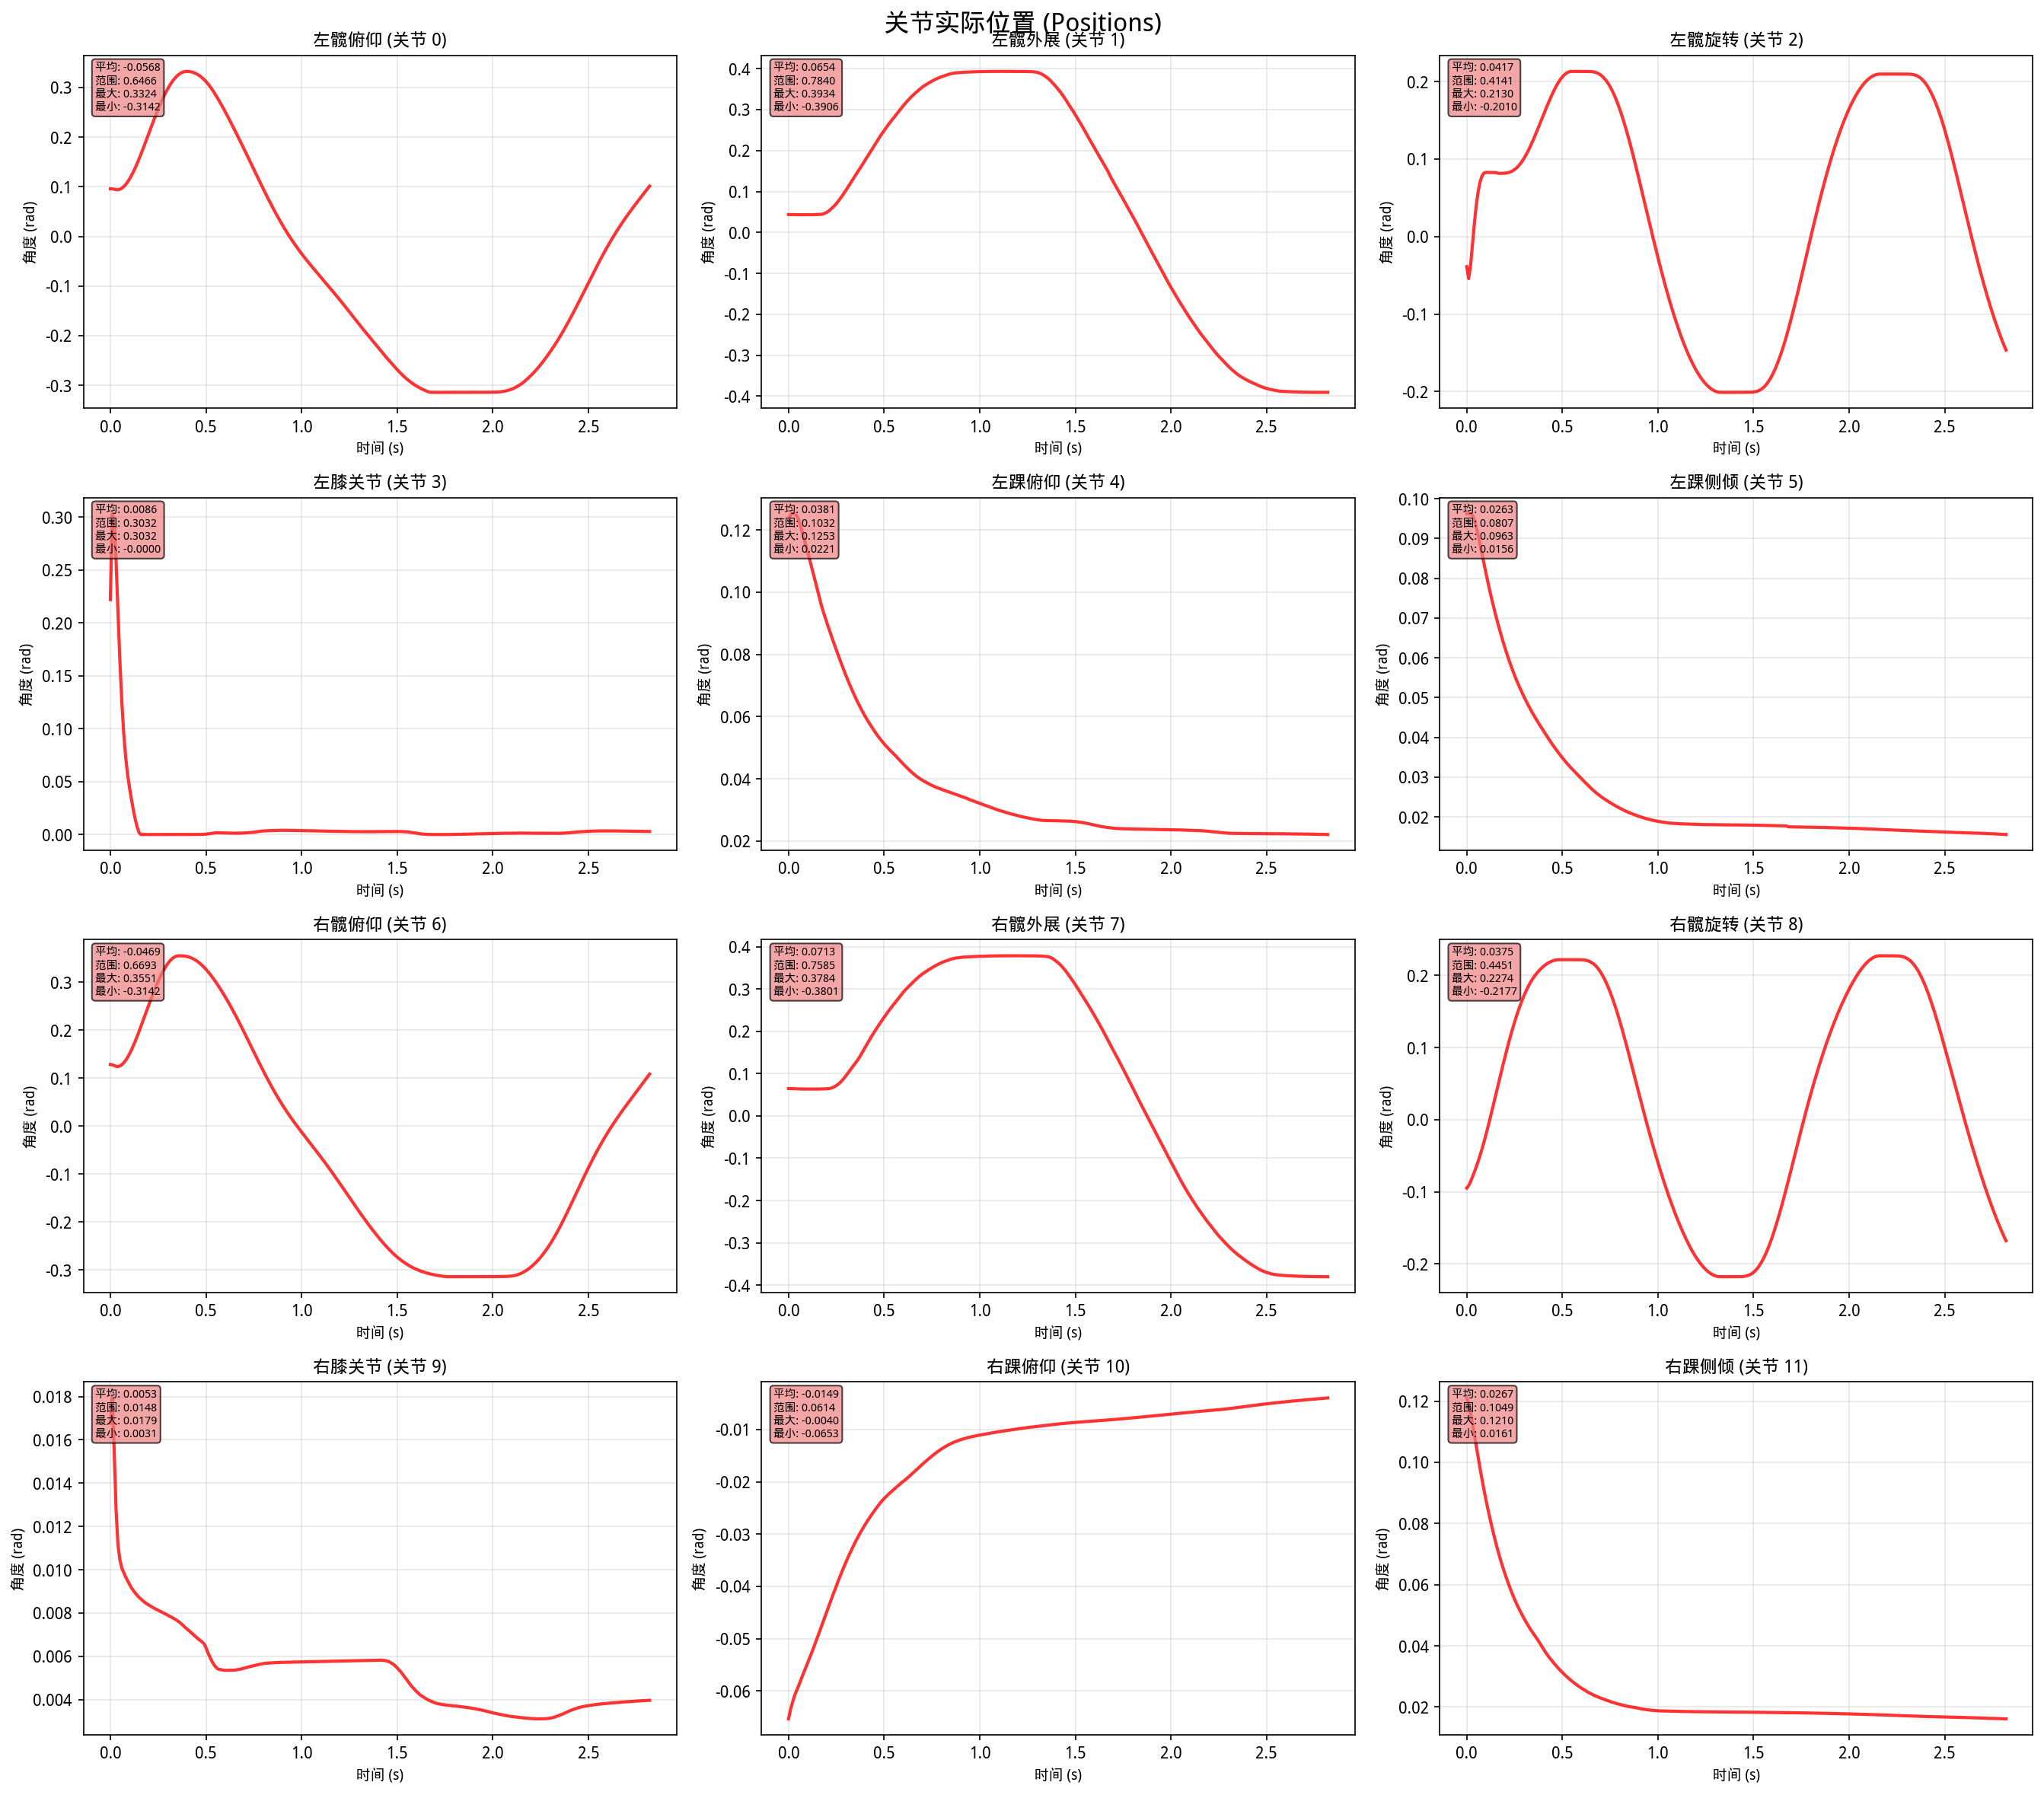 关节实际位置 (Positions)
左髋俯仰 (关节 0)
平均: -0.0568
范围: 0.6466
最大: 0.3324
最小: -0.3142
0.3
0.2
0.1
0.0
-0.1
-0.2
-0.3
角度 (rad)
0.0 0.5 1.0 1.5 2.0 2.5
时间 (s)
左髋外展 (关节 1)
平均: 0.0654
范围: 0.7840
最大: 0.3934
最小: -0.3906
0.4
0.3
0.2
0.1
0.0
-0.1
-0.2
-0.3
-0.4
角度 (rad)
0.0 0.5 1.0 1.5 2.0 2.5
时间 (s)
左髋旋转 (关节 2)
平均: 0.0417
范围: 0.4141
最大: 0.2130
最小: -0.2010
0.2
0.1
0.0
-0.1
-0.2
角度 (rad)
0.0 0.5 1.0 1.5 2.0 2.5
时间 (s)
左膝关节 (关节 3)
平均: 0.0086
范围: 0.3032
最大: 0.3032
最小: -0.0000
0.30
0.25
0.20
0.15
0.10
0.05
0.00
角度 (rad)
0.0 0.5 1.0 1.5 2.0 2.5
时间 (s)
左踝俯仰 (关节 4)
平均: 0.0381
范围: 0.1032
最大: 0.1253
最小: 0.0221
0.12
0.10
0.08
0.06
0.04
0.02
角度 (rad)
0.0 0.5 1.0 1.5 2.0 2.5
时间 (s)
左踝侧倾 (关节 5)
平均: 0.0263
范围: 0.0807
最大: 0.0963
最小: 0.0156
0.10
0.09
0.08
0.07
0.06
0.05
0.04
0.03
0.02
角度 (rad)
0.0 0.5 1.0 1.5 2.0 2.5
时间 (s)
右髋俯仰 (关节 6)
平均: -0.0469
范围: 0.6693
最大: 0.3551
最小: -0.3142
0.3
0.2
0.1
0.0
-0.1
-0.2
-0.3
角度 (rad)
0.0 0.5 1.0 1.5 2.0 2.5
时间 (s)
右髋外展 (关节 7)
平均: 0.0713
范围: 0.7585
最大: 0.3784
最小: -0.3801
0.4
0.3
0.2
0.1
0.0
-0.1
-0.2
-0.3
-0.4
角度 (rad)
0.0 0.5 1.0 1.5 2.0 2.5
时间 (s)
右髋旋转 (关节 8)
平均: 0.0375
范围: 0.4451
最大: 0.2274
最小: -0.2177
0.2
0.1
0.0
-0.1
-0.2
角度 (rad)
0.0 0.5 1.0 1.5 2.0 2.5
时间 (s)
右膝关节 (关节 9)
平均: 0.0053
范围: 0.0148
最大: 0.0179
最小: 0.0031
0.018
0.016
0.014
0.012
0.010
0.008
0.006
0.004
角度 (rad)
0.0 0.5 1.0 1.5 2.0 2.5
时间 (s)
右踝俯仰 (关节 10)
平均: -0.0149
范围: 0.0614
最大: -0.0040
最小: -0.0653
-0.01
-0.02
-0.03
-0.04
-0.05
-0.06
角度 (rad)
0.0 0.5 1.0 1.5 2.0 2.5
时间 (s)
右踝侧倾 (关节 11)
平均: 0.0267
范围: 0.1049
最大: 0.1210
最小: 0.0161
0.12
0.10
0.08
0.06
0.04
0.02
角度 (rad)
0.0 0.5 1.0 1.5 2.0 2.5
时间 (s)